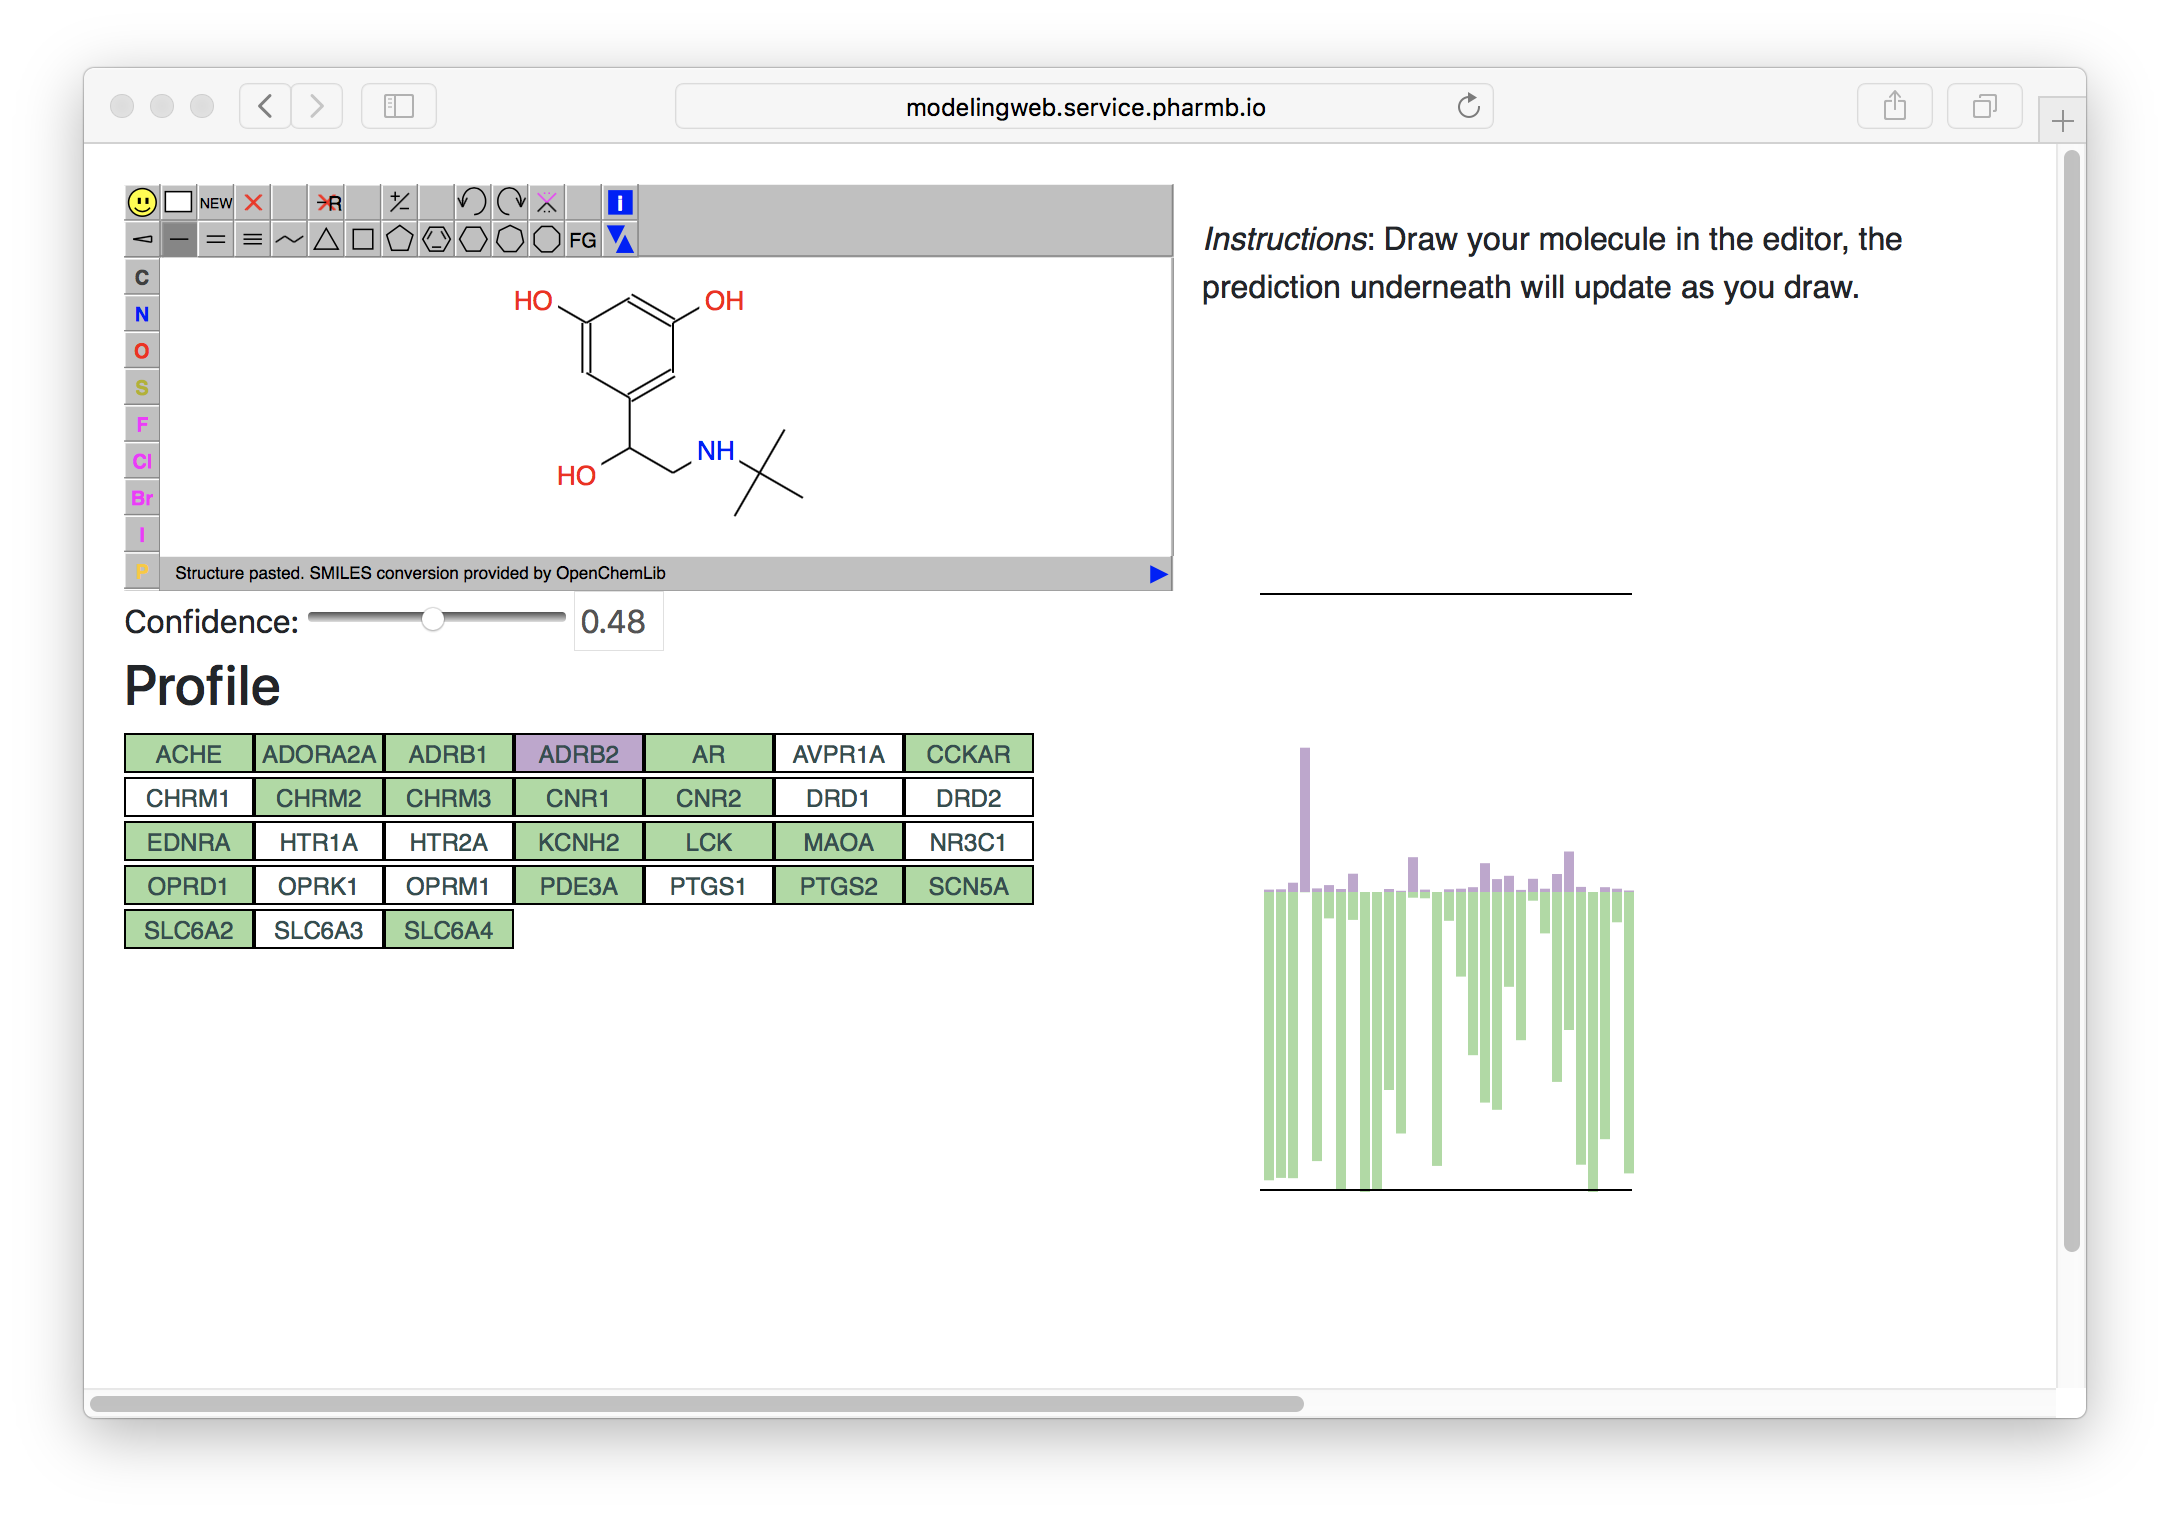 modelingweb.service.pharmb.io
NEW
R
+/-
i
FG
C
N
O
S
F
Cl
Br
I
P
HO
OH
NH
HO
Structure pasted. SMILES conversion provided by OpenChemLib
Instructions: Draw your molecule in the editor, the
prediction underneath will update as you draw.
Confidence: 0.48
Profile
ACHE ADORA2A ADRB1 ADRB2 AR AVPR1A CCKAR
CHRM1 CHRM2 CHRM3 CNR1 CNR2 DRD1 DRD2
EDNRA HTR1A HTR2A KCNH2 LCK MAOA NR3C1
OPRD1 OPRK1 OPRM1 PDE3A PTGS1 PTGS2 SCN5A
SLC6A2 SLC6A3 SLC6A4